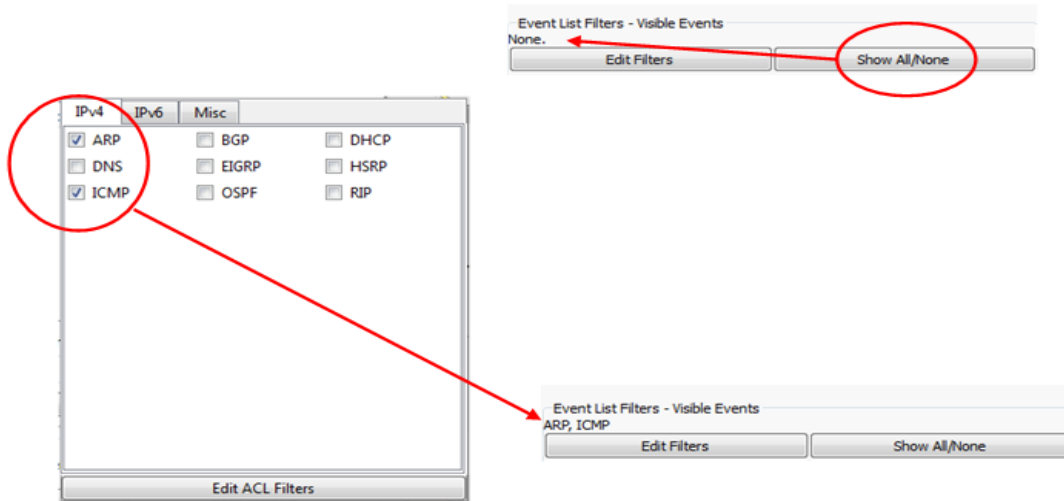 Event List Filters - Visible Events
None.
Edit Filters Show All/None
IPv4 IPv6 Misc
ARP BGP DHCP
DNS EIGRP HSRP
ICMP OSPF RIP
Edit ACL Filters
Event List Filters - Visible Events
ARP, ICMP
Edit Filters Show All/None